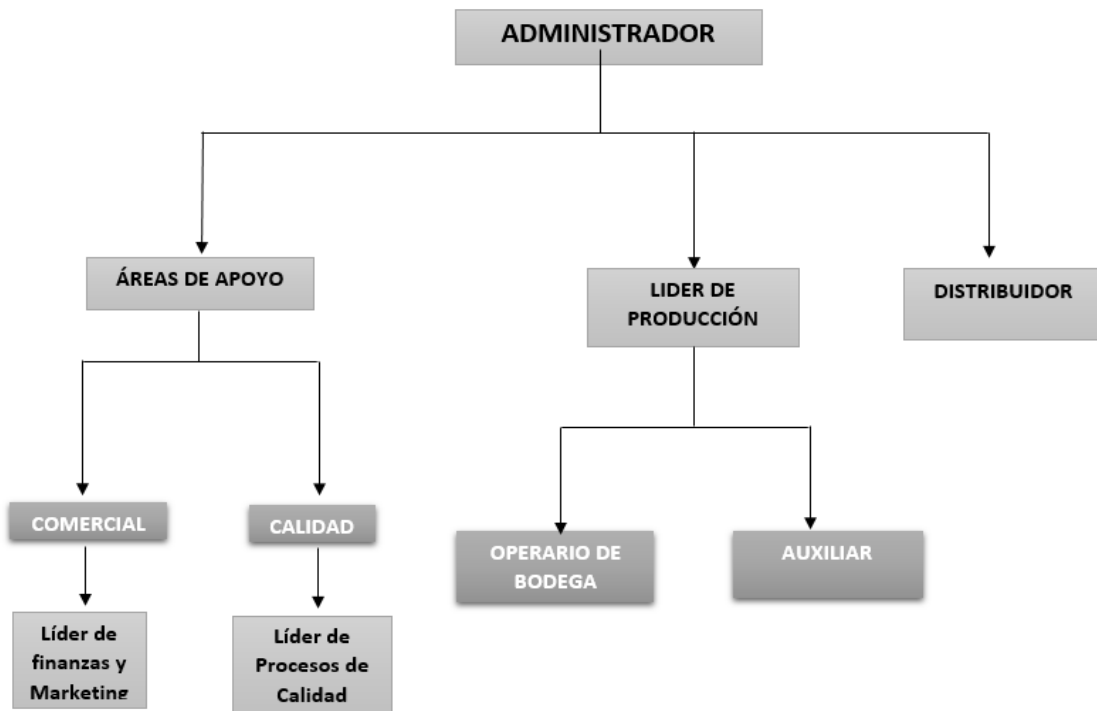 ADMINISTRADOR
ÁREAS DE APOYO
LIDER DE
PRODUCCIÓN
DISTRIBUIDOR
COMERCIAL
CALIDAD
OPERARIO DE
BODEGA
AUXILIAR
Líder de
finanzas y
Marketing
Líder de
Procesos de
Calidad